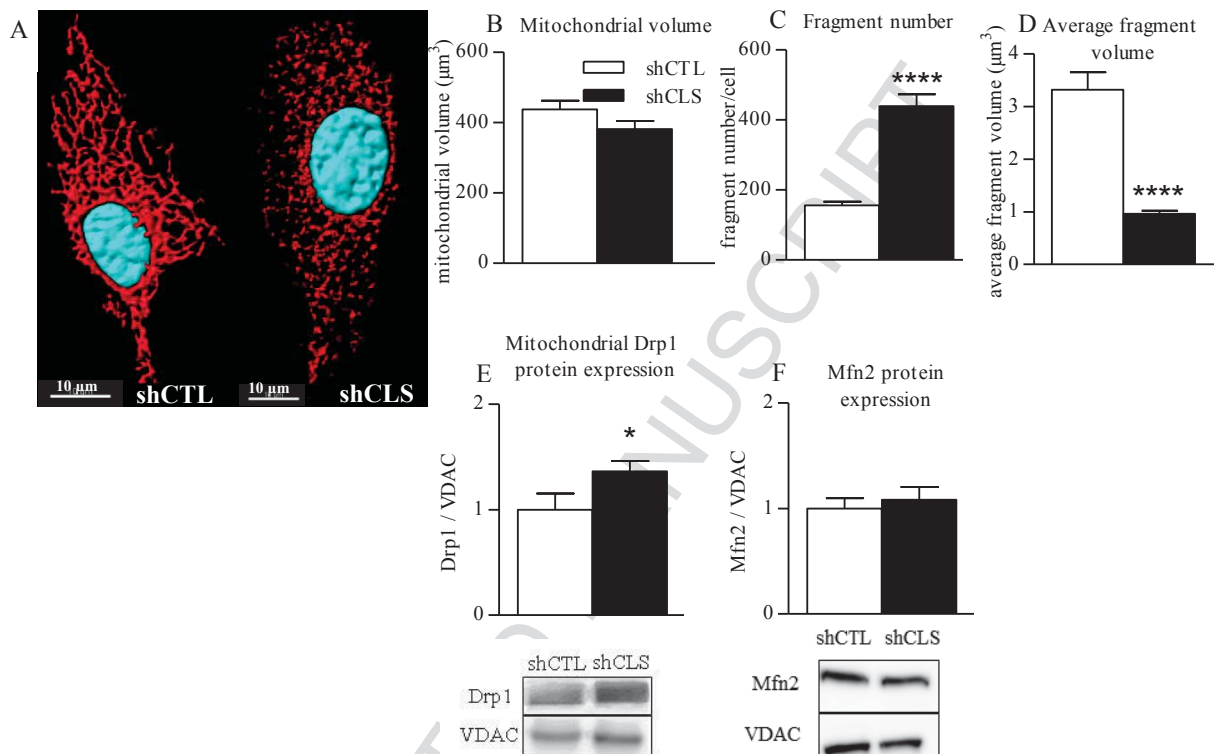 A
10 µm
shCTL
10 µm
shCLS
B Mitochondrial volume
mitochondrial volume (µm³)
600
400
200
0
shCTL
shCLS
C Fragment number
fragment number/cell
600
400
200
0
****
D Average fragment
volume
average fragment volume (µm³)
4
3
2
1
0
****
E Mitochondrial Drp1
protein expression
Drp1 / VDAC
2
1
0
*
shCTL shCLS
Drp1
VDAC
F Mfn2 protein
expression
Mfn2 / VDAC
2
1
0
shCTL shCLS
Mfn2
VDAC